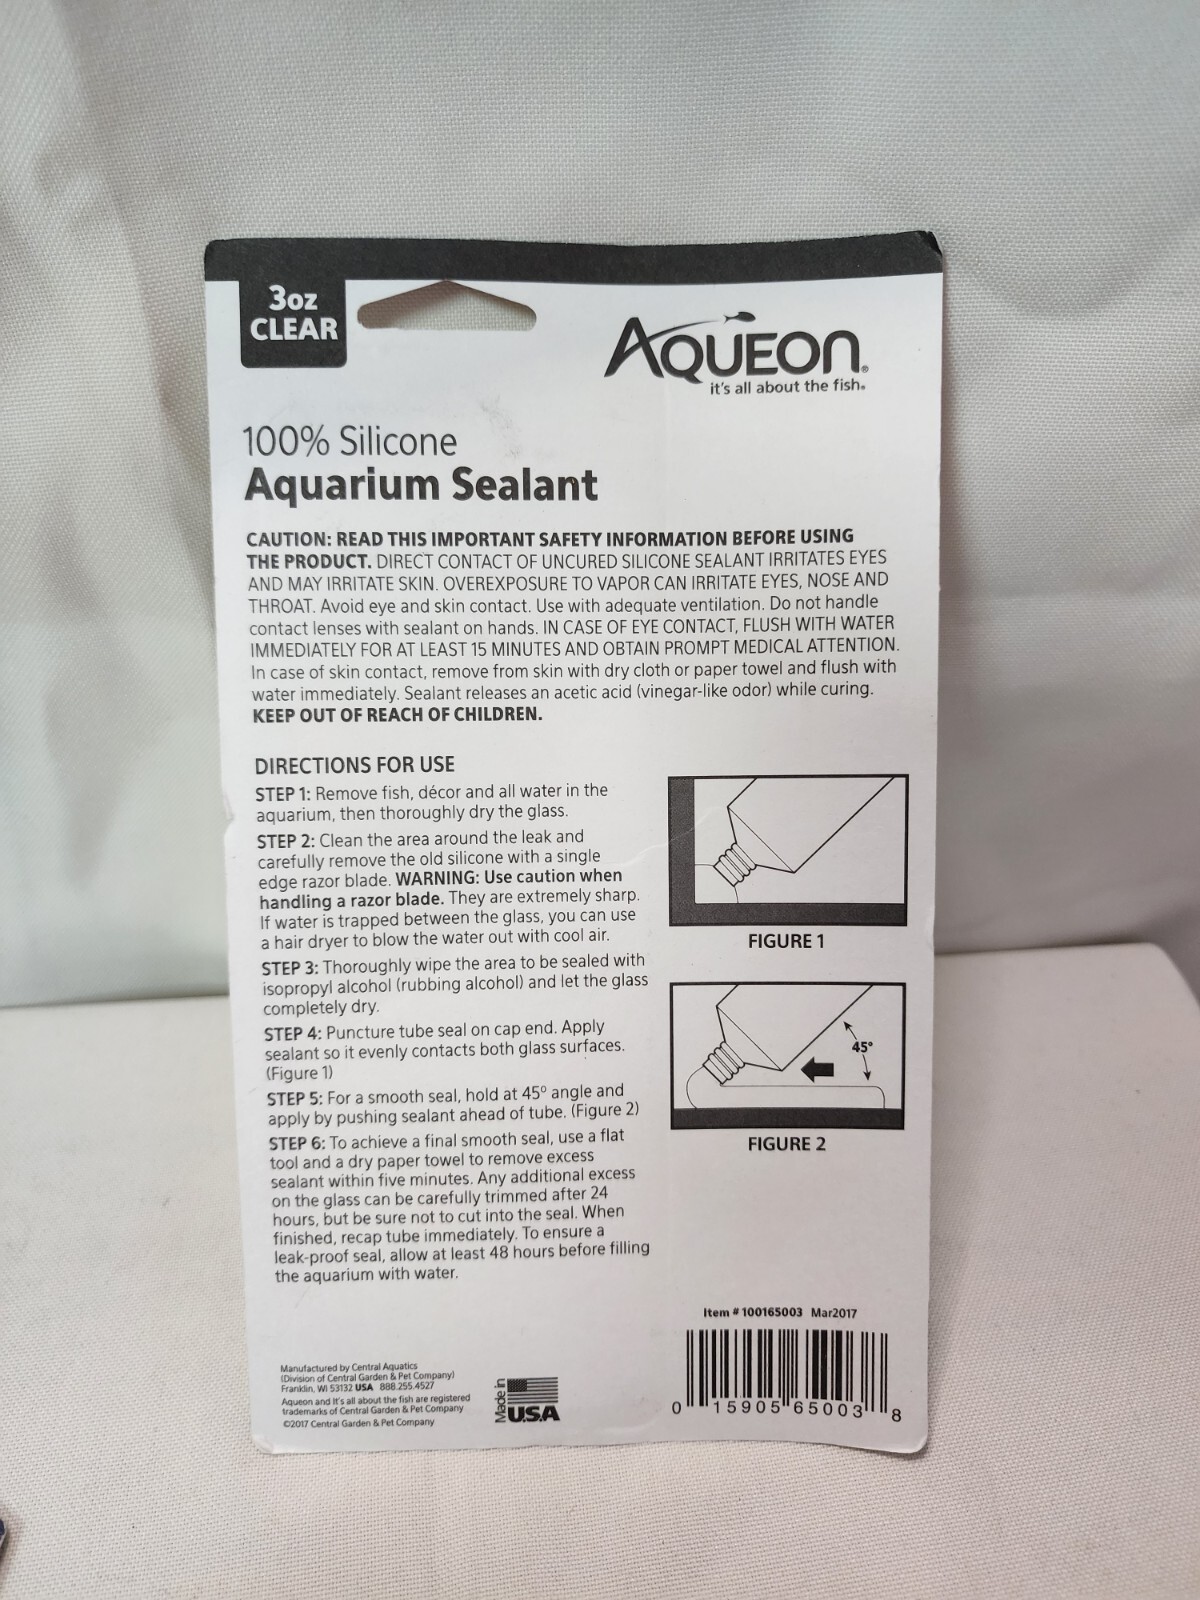 3oz
CLEAR
AQUEON®
it's all about the fish®
100% Silicone
Aquarium Sealant
CAUTION: READ THIS IMPORTANT SAFETY INFORMATION BEFORE USING
THE PRODUCT. DIRECT CONTACT OF UNCURED SILICONE SEALANT IRRITATES EYES
AND MAY IRRITATE SKIN. OVEREXPOSURE TO VAPOR CAN IRRITATE EYES, NOSE AND
THROAT. Avoid eye and skin contact. Use with adequate ventilation. Do not handle
contact lenses with sealant on hands. IN CASE OF EYE CONTACT, FLUSH WITH WATER
IMMEDIATELY FOR AT LEAST 15 MINUTES AND OBTAIN PROMPT MEDICAL ATTENTION.
In case of skin contact, remove from skin with dry cloth or paper towel and flush with
water immediately. Sealant releases an acetic acid (vinegar-like odor) while curing.
KEEP OUT OF REACH OF CHILDREN.
DIRECTIONS FOR USE
STEP 1: Remove fish, décor and all water in the
aquarium, then thoroughly dry the glass.
STEP 2: Clean the area around the leak and
carefully remove the old silicone with a single
edge razor blade. WARNING: Use caution when
handling a razor blade. They are extremely sharp.
If water is trapped between the glass, you can use
a hair dryer to blow the water out with cool air.
STEP 3: Thoroughly wipe the area to be sealed with
isopropyl alcohol (rubbing alcohol) and let the glass
completely dry.
STEP 4: Puncture tube seal on cap end. Apply
sealant so it evenly contacts both glass surfaces.
(Figure 1)
STEP 5: For a smooth seal, hold at 45º angle and
apply by pushing sealant ahead of tube. (Figure 2)
STEP 6: To achieve a final smooth seal, use a flat
tool and a dry paper towel to remove excess
sealant within five minutes. Any additional excess
on the glass can be carefully trimmed after 24
hours, but be sure not to cut into the seal. When
finished, recap tube immediately. To ensure a
leak-proof seal, allow at least 48 hours before filling
the aquarium with water.
FIGURE 1
45°
FIGURE 2
Item # 100165003 Mar2017
0 15905 65003 8
Manufactured by Central Aquatics
(Division of Central Garden & Pet Company)
Franklin, WI 53132 USA 888.255.4527
Aqueon and It's all about the fish are registered
trademarks of Central Garden & Pet Company
©2017 Central Garden & Pet Company
Made in
U.S.A